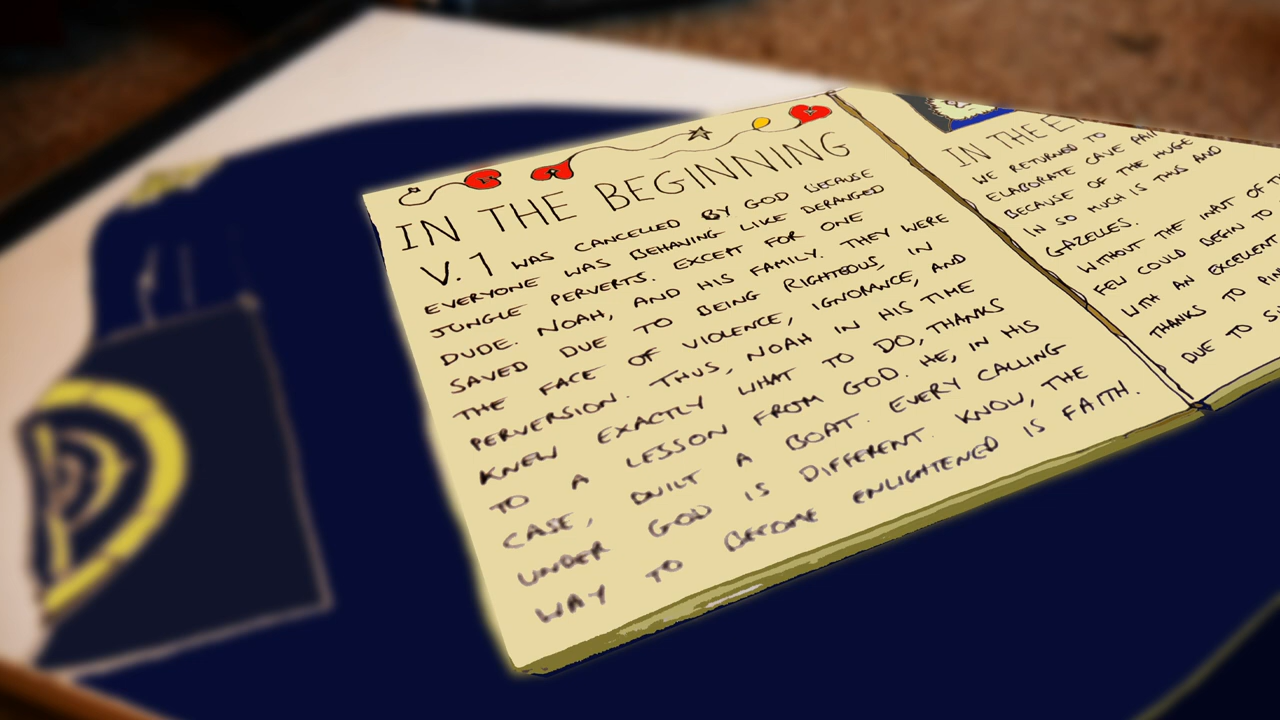 IN THE BEGINNING
V. 1 WAS CANCELLED BY GOD BECAUSE
EVERYONE WAS BEHAVING LIKE DERANGED
JUNGLE PERVERTS. EXCEPT FOR ONE
DUDE. NOAH, AND HIS FAMILY. THEY WERE
SAVED DUE TO BEING RIGHTEOUS, IN
THE FACE OF VIOLENCE, IGNORANCE, AND
PERVERSION. THUS, NOAH IN HIS TIME
KNEW EXACTLY WHAT TO DO, THANKS
TO A LESSON FROM GOD. HE, IN HIS
CASE, BUILT A BOAT. EVERY CALLING
UNDER GOD IS DIFFERENT. KNOW, THE
WAY TO BECOME ENLIGHTENED IS FAITH.
IN THE
WE RETURNED TO
ELABORATE CAVE
BECAUSE OF THE HUGE
IN SO MUCH IS THIS AND
GAZELLES.
WITHOUT THE INPUT OF
FEW COULD BEGIN TO
WITH AN EXCELLENT
THANKS TO
DUE TO